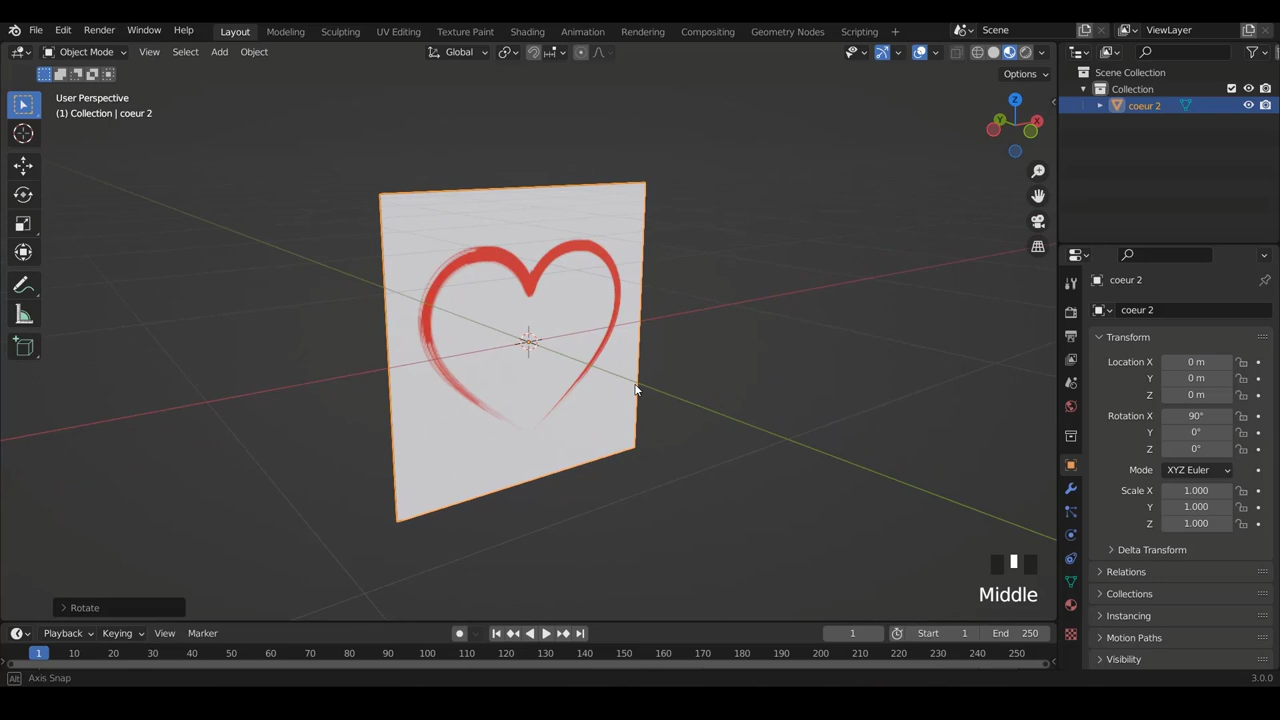 File Edit Render Window Help Layout Modeling Sculpting UV Editing Texture Paint Shading Animation Rendering Compositing Geometry Nodes Scripting Scene ViewLayer
Object Mode View Select Add Object Global
Options
User Perspective
(1) Collection | coeur 2
Z
Y
X
Scene Collection
Collection
coeur 2
coeur 2
coeur 2
Transform
Location X 0 m
Y 0 m
Z 0 m
Rotation X 90°
Y 0°
Z 0°
Mode XYZ Euler
Scale X 1.000
Y 1.000
Z 1.000
Delta Transform
Relations
Collections
Instancing
Motion Paths
Visibility
Middle
Rotate
Playback Keying View Marker 1 Start 1 End 250
1 10 20 30 40 50 60 70 80 90 100 110 120 130 140 150 160 170 180 190 200 210 220 230 240 250
Alt Axis Snap 3.0.0